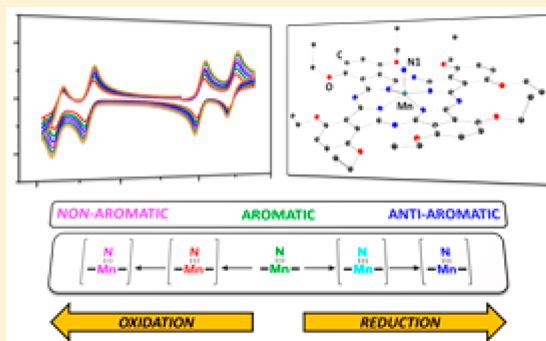 C
N1
O
Mn
NON-AROMATIC AROMATIC ANTI-AROMATIC
N N N N N
Mn Mn Mn Mn Mn
OXIDATION REDUCTION